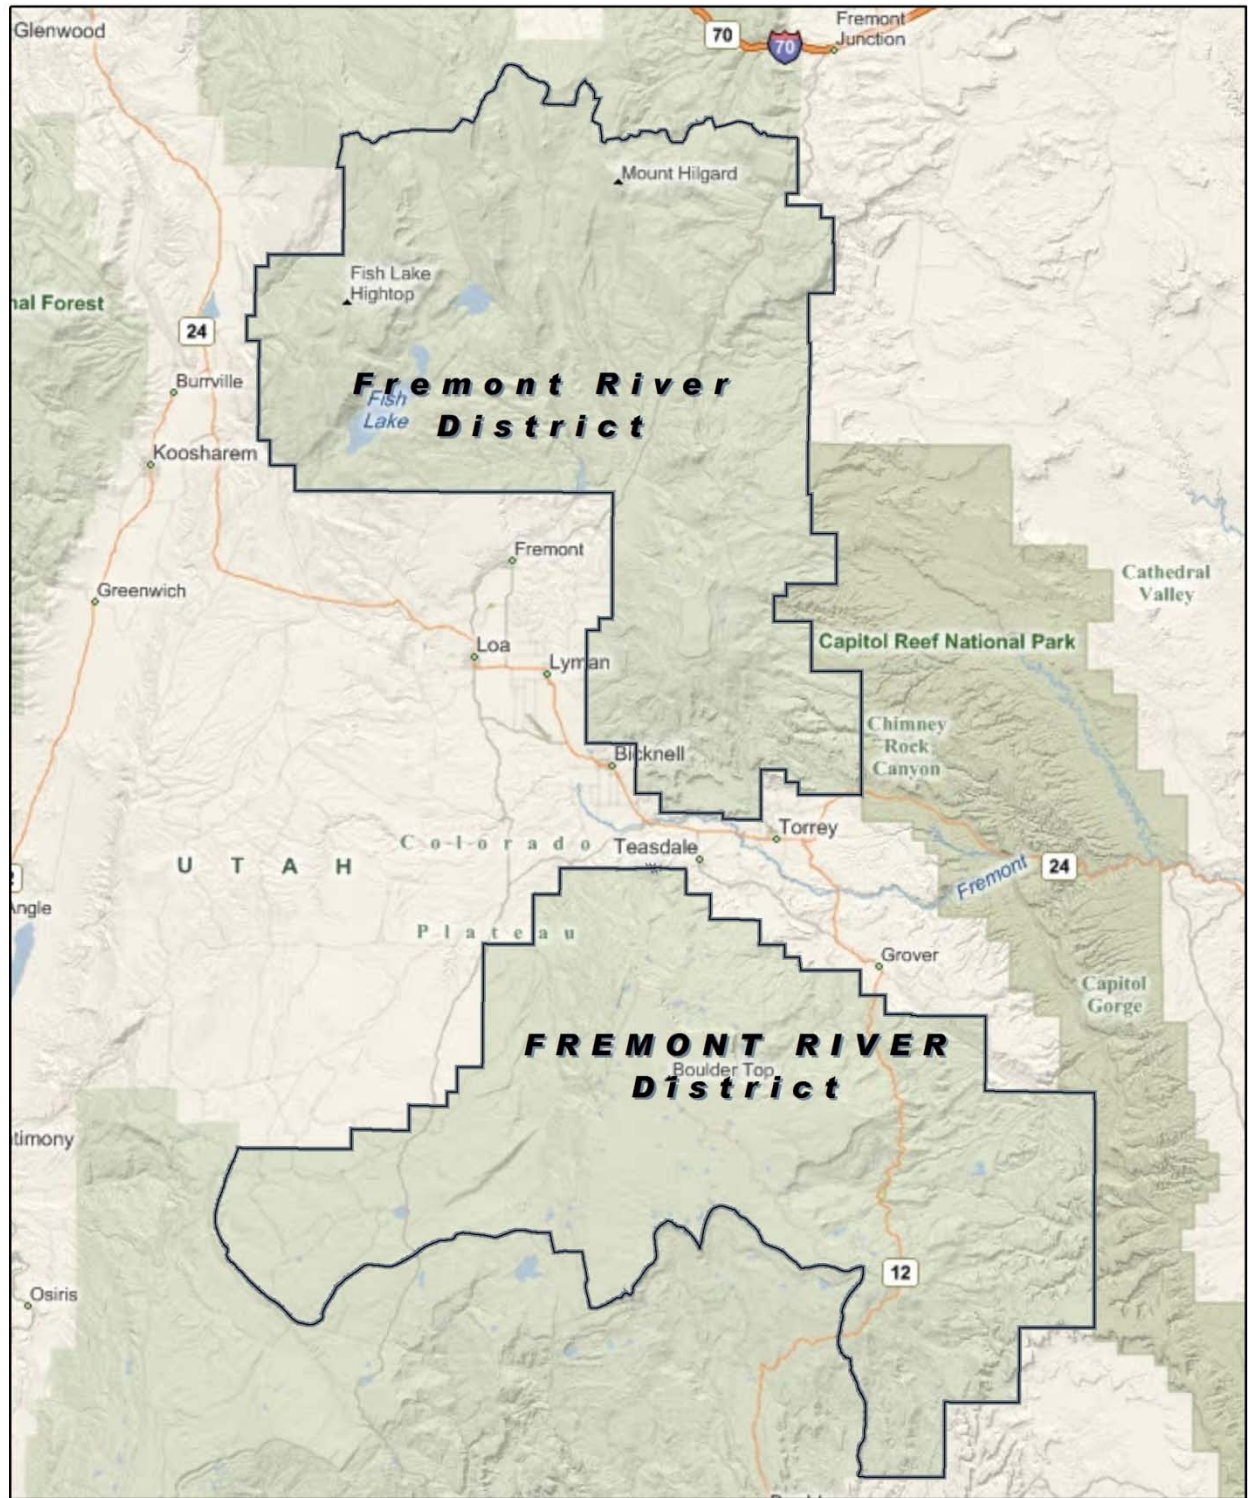 Glenwood
70
70
Fremont
Junction
Mount Hilgard
Fish Lake
Hightop
nal Forest
24
Burrville
Fremont River
District
Fish
Lake
Koosharem
Fremont
Cathedral
Valley
Greenwich
Capitol Reef National Park
Loa
Lyman
Chimney
Rock
Canyon
Bicknell
Torrey
Colorado
Teasdale
UTAH
24
Fremont
Angle
Plateau
Grover
Capitol
Gorge
FREMONT RIVER
District
Boulder Top
timony
12
Osiris